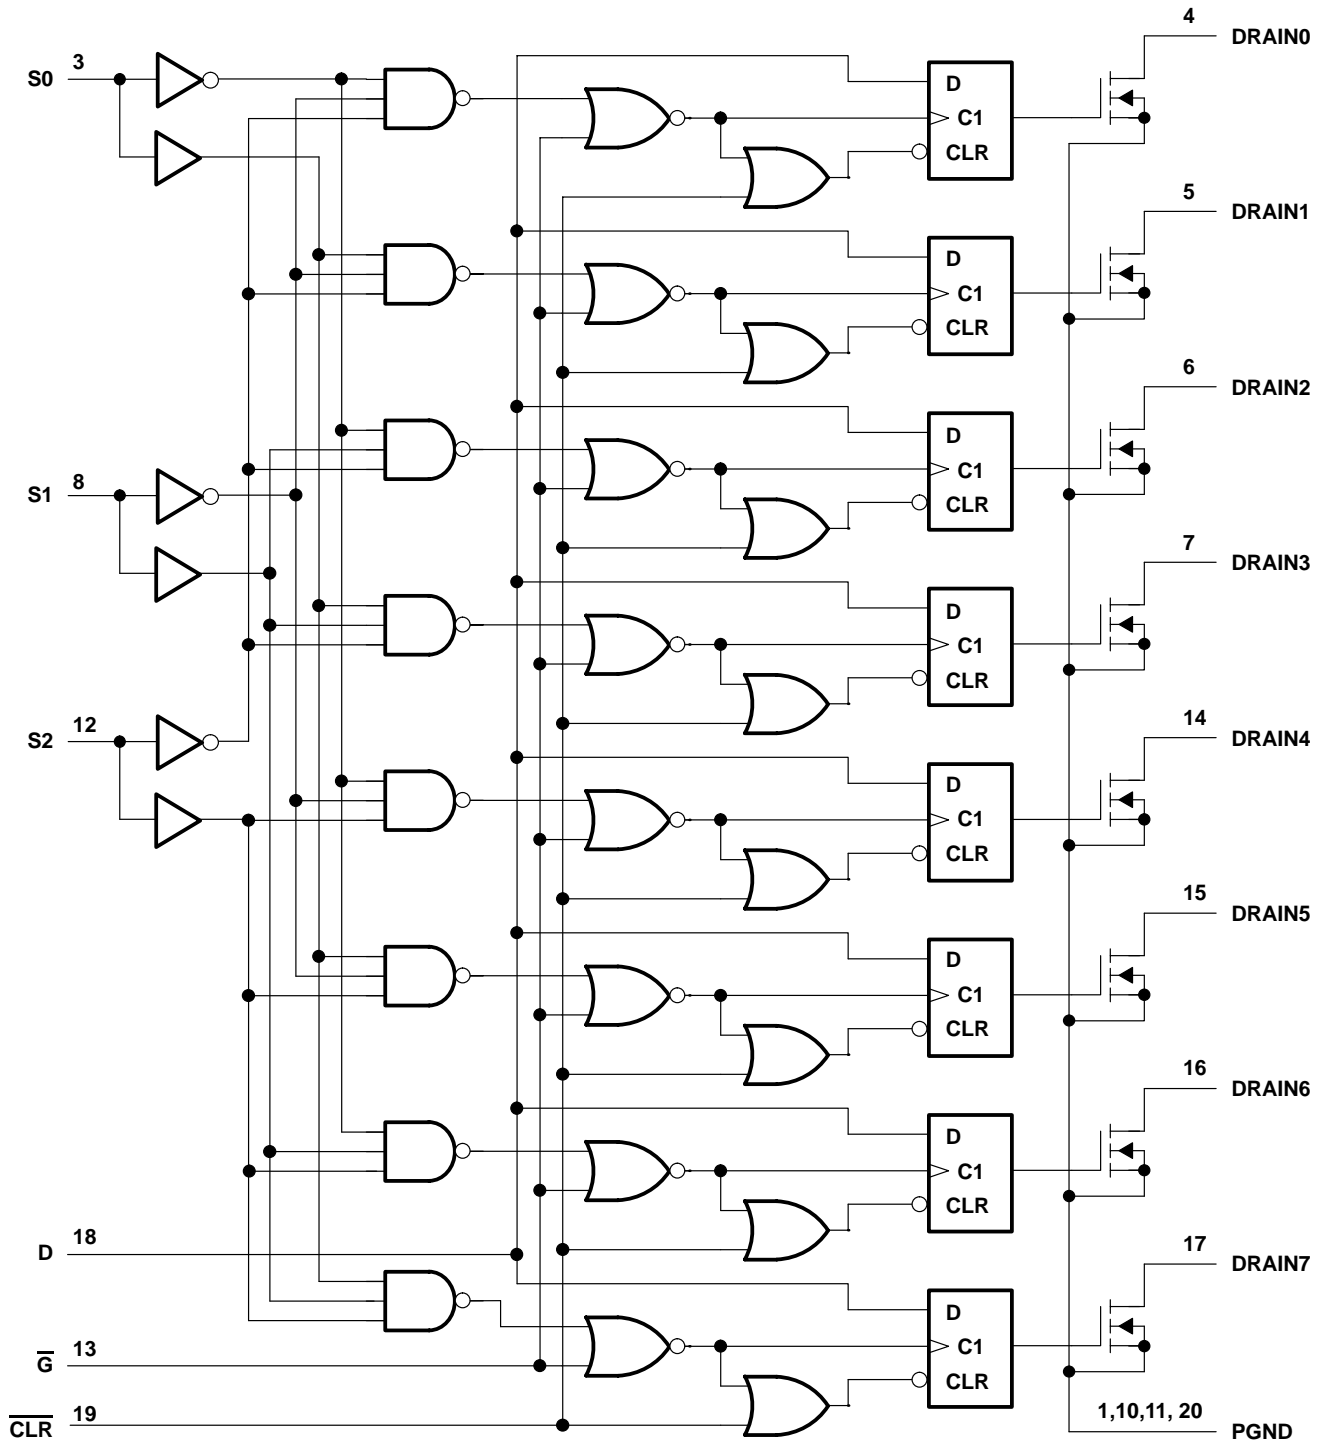 4
DRAIN0
3
S0
D
C1
CLR
5
DRAIN1
D
C1
CLR
6
DRAIN2
D
C1
CLR
8
S1
7
DRAIN3
D
C1
CLR
12
S2
14
DRAIN4
D
C1
CLR
15
DRAIN5
D
C1
CLR
16
DRAIN6
D
C1
CLR
18
D
17
DRAIN7
D
C1
CLR
13
G̅
19
C̅L̅R̅
1,10,11, 20
PGND